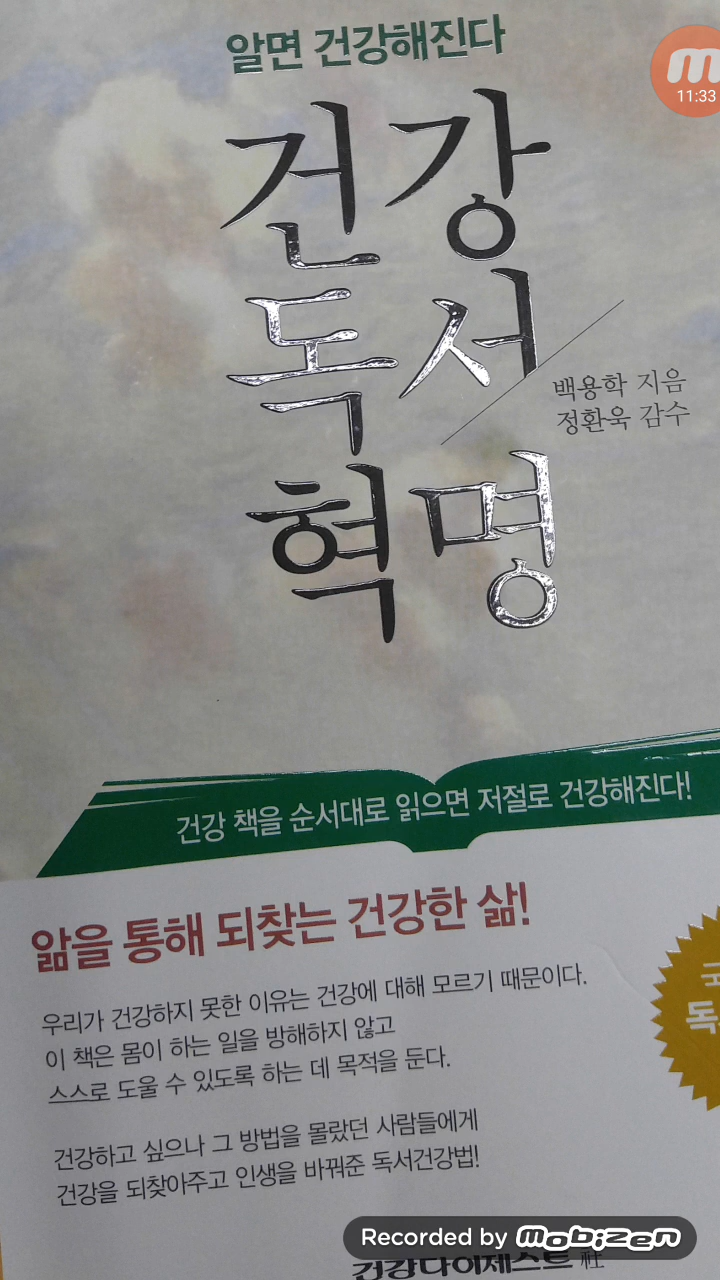 알면 건강해진다
11:33
건강
독서
혁명
백용학 지음
정환욱 감수
건강 책을 순서대로 읽으면 저절로 건강해진다!
앎을 통해 되찾는 건강한 삶!
우리가 건강하지 못한 이유는 건강에 대해 모르기 때문이다.
이 책은 몸이 하는 일을 방해하지 않고
스스로 도울 수 있도록 하는 데 목적을 둔다.
건강하고 싶으나 그 방법을 몰랐던 사람들에게
건강을 되찾아주고 인생을 바꿔준 독서건강법!
Recorded by mobizen
건강다이제스트 社